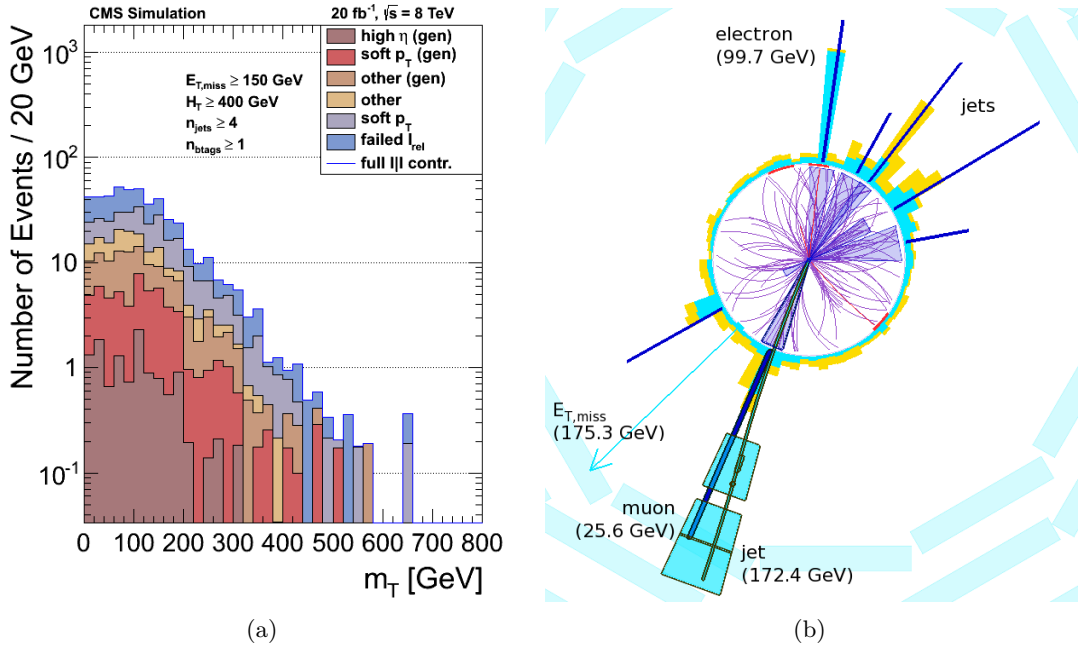 CMS Simulation 20 fb⁻¹, √s = 8 TeV
Number of Events / 20 GeV
10³
10²
10
1
10⁻¹
E_T,miss ≥ 150 GeV
H_T ≥ 400 GeV
n_jets ≥ 4
n_btags ≥ 1
high η (gen)
soft p_T (gen)
other (gen)
other
soft p_T
failed I_rel
full l|l contr.
0 100 200 300 400 500 600 700 800
m_T [GeV]
(a)
electron
(99.7 GeV)
jets
E_T,miss
(175.3 GeV)
muon
(25.6 GeV)
jet
(172.4 GeV)
(b)